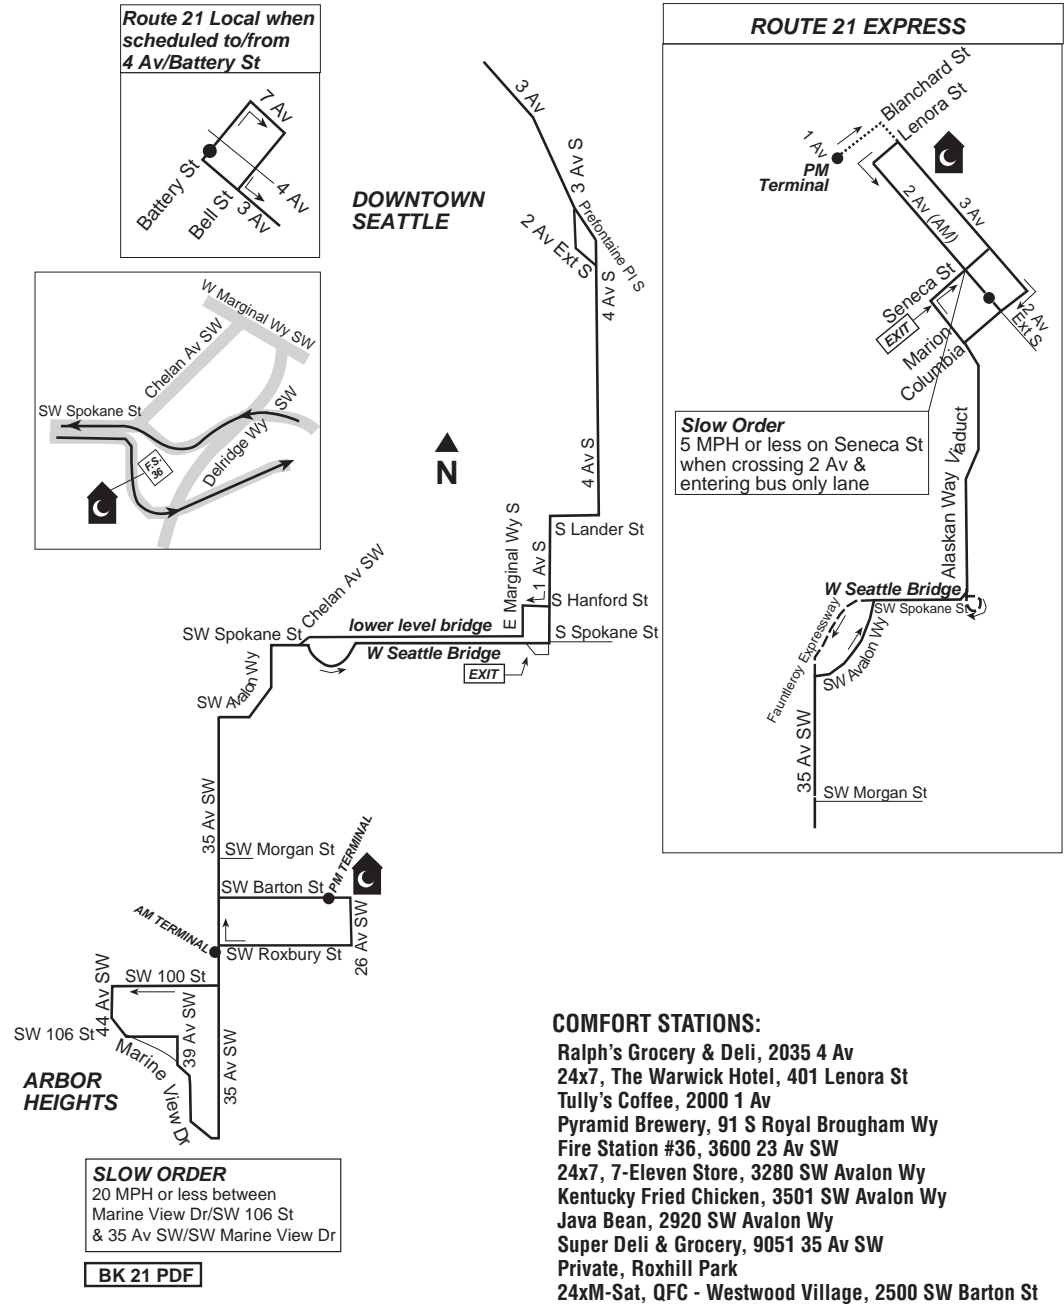 Route 21 Local when
scheduled to/from
4 Av/Battery St
7 Av
Battery St
Bell St
4 Av
3 Av
W Marginal Wy SW
Chelan Av SW
SW Spokane St
SW
Delridge Wy
F.S.
36
DOWNTOWN
SEATTLE
3 Av
3 Av S
Prefontaine Pl S
2 Av Ext S
4 Av S
4 Av S
N
S Lander St
E Marginal Wy S
1 Av S
S Hanford St
Chelan Av SW
SW Spokane St
lower level bridge
S Spokane St
W Seattle Bridge
EXIT
SW Avalon Wy
35 Av SW
SW Morgan St
PM TERMINAL
SW Barton St
AM TERMINAL
26 Av SW
SW Roxbury St
SW 100 St
44 Av SW
39 Av SW
SW 106 St
Marine View Dr
35 Av SW
ARBOR
HEIGHTS
SLOW ORDER
20 MPH or less between
Marine View Dr/SW 106 St
& 35 Av SW/SW Marine View Dr
BK 21 PDF
ROUTE 21 EXPRESS
Blanchard St
Lenora St
1 Av
PM
Terminal
2 Av (AM)
3 Av
Seneca St
2 Av
Ext S
EXIT
Marion
Columbia
Slow Order
5 MPH or less on Seneca St
when crossing 2 Av &
entering bus only lane
Alaskan Way Viaduct
W Seattle Bridge
SW Spokane St
Fauntleroy Expressway
SW Avalon Wy
35 Av SW
SW Morgan St
COMFORT STATIONS:
Ralph's Grocery & Deli, 2035 4 Av
24x7, The Warwick Hotel, 401 Lenora St
Tully's Coffee, 2000 1 Av
Pyramid Brewery, 91 S Royal Brougham Wy
Fire Station #36, 3600 23 Av SW
24x7, 7-Eleven Store, 3280 SW Avalon Wy
Kentucky Fried Chicken, 3501 SW Avalon Wy
Java Bean, 2920 SW Avalon Wy
Super Deli & Grocery, 9051 35 Av SW
Private, Roxhill Park
24xM-Sat, QFC - Westwood Village, 2500 SW Barton St